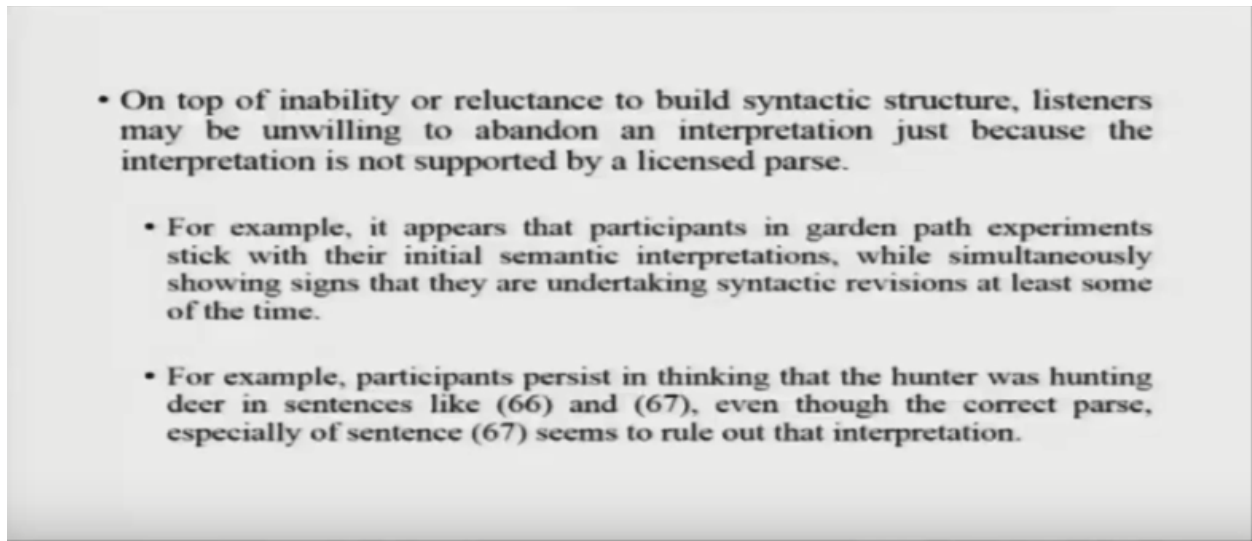 • On top of inability or reluctance to build syntactic structure, listeners
may be unwilling to abandon an interpretation just because the
interpretation is not supported by a licensed parse.
• For example, it appears that participants in garden path experiments
stick with their initial semantic interpretations, while simultaneously
showing signs that they are undertaking syntactic revisions at least some
of the time.
• For example, participants persist in thinking that the hunter was hunting
deer in sentences like (66) and (67), even though the correct parse,
especially of sentence (67) seems to rule out that interpretation.